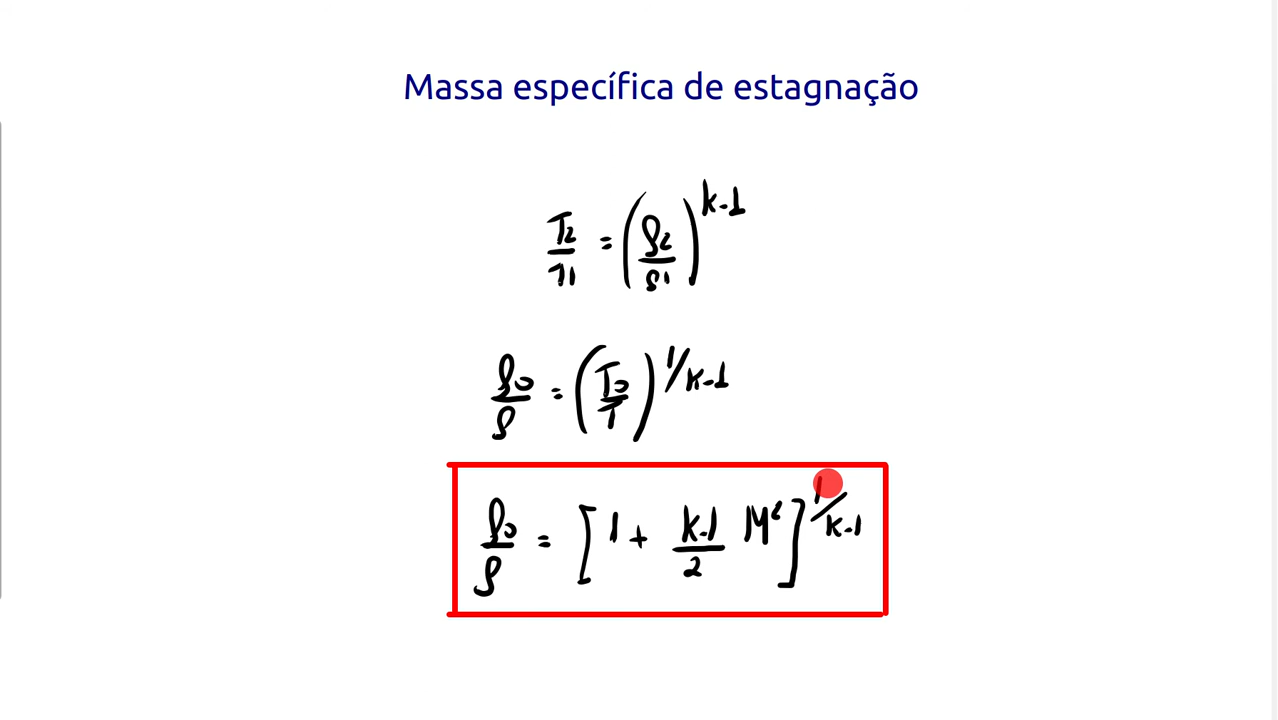 Massa específica de estagnação
T2/T1 = (ρ2/ρ1)^k-1
ρ0/ρ = (T0/T)^1/k-1
ρ0/ρ = [1 + k-1/2 M²]^1/k-1